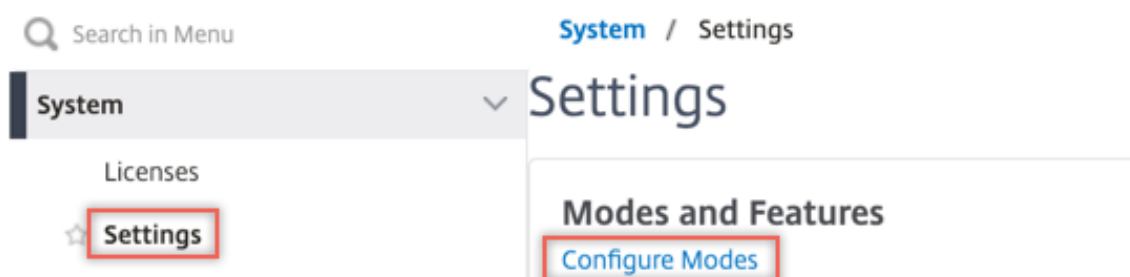 Search in Menu
System
Licenses
Settings
System / Settings
Settings
Modes and Features
Configure Modes